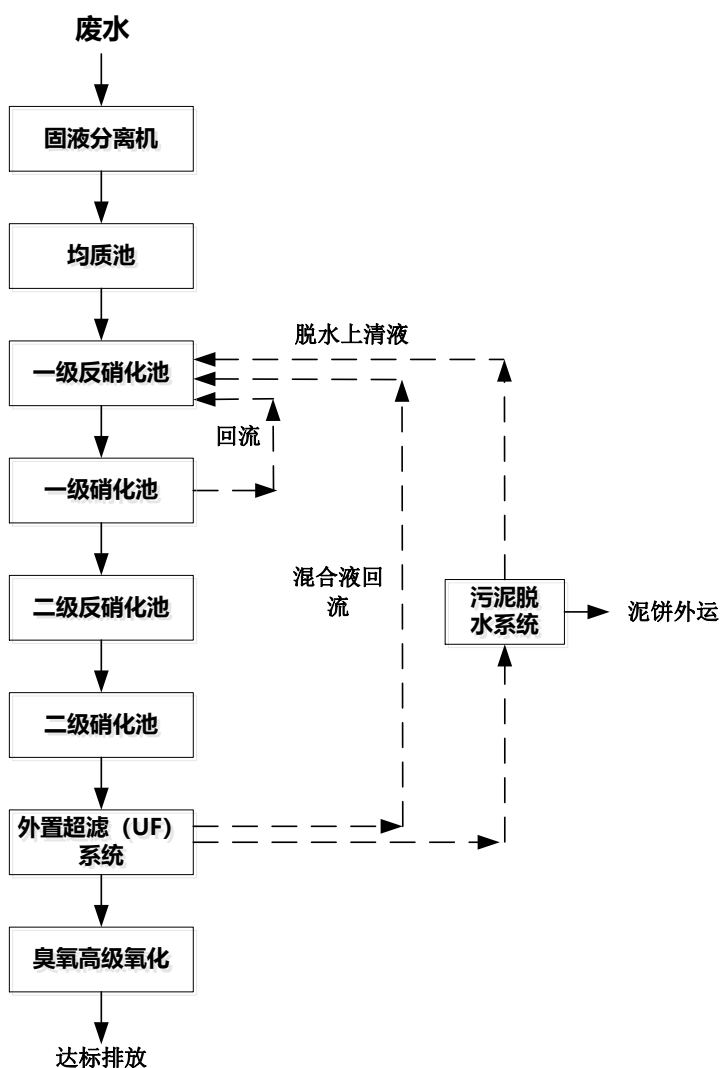 废水
固液分离机
均质池
脱水上清液
一级反硝化池
回流
一级硝化池
混合液回
流
二级反硝化池
污泥脱
水系统
泥饼外运
二级硝化池
外置超滤（UF）
系统
臭氧高级氧化
达标排放